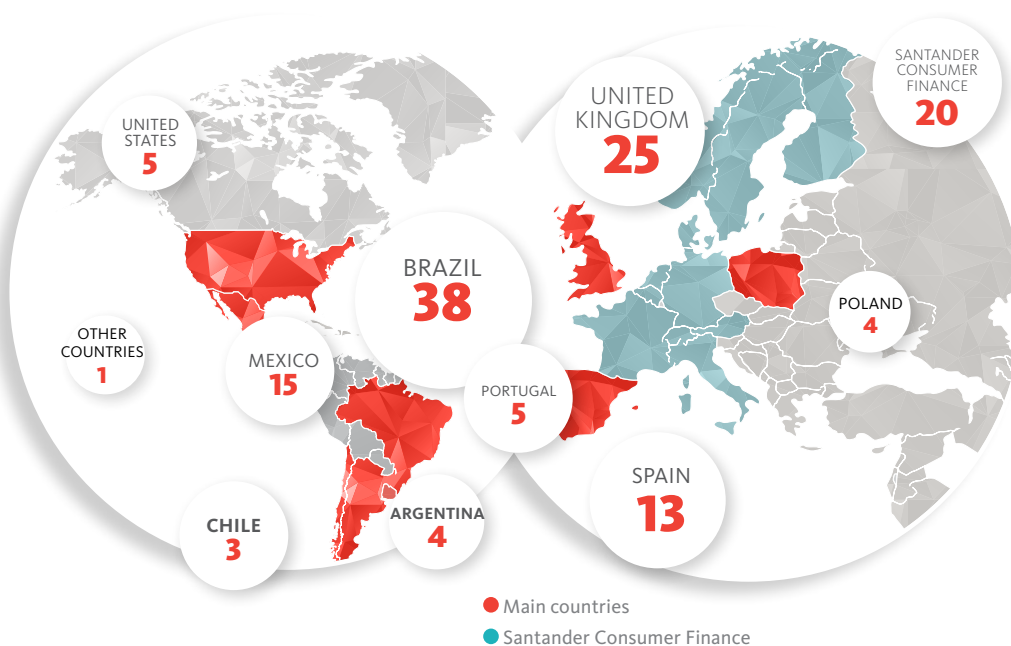 UNITED
STATES
5
OTHER
COUNTRIES
1
BRAZIL
38
MEXICO
15
CHILE
3
ARGENTINA
4
UNITED
KINGDOM
25
SANTANDER
CONSUMER
FINANCE
20
POLAND
4
PORTUGAL
5
SPAIN
13
Main countries
Santander Consumer Finance